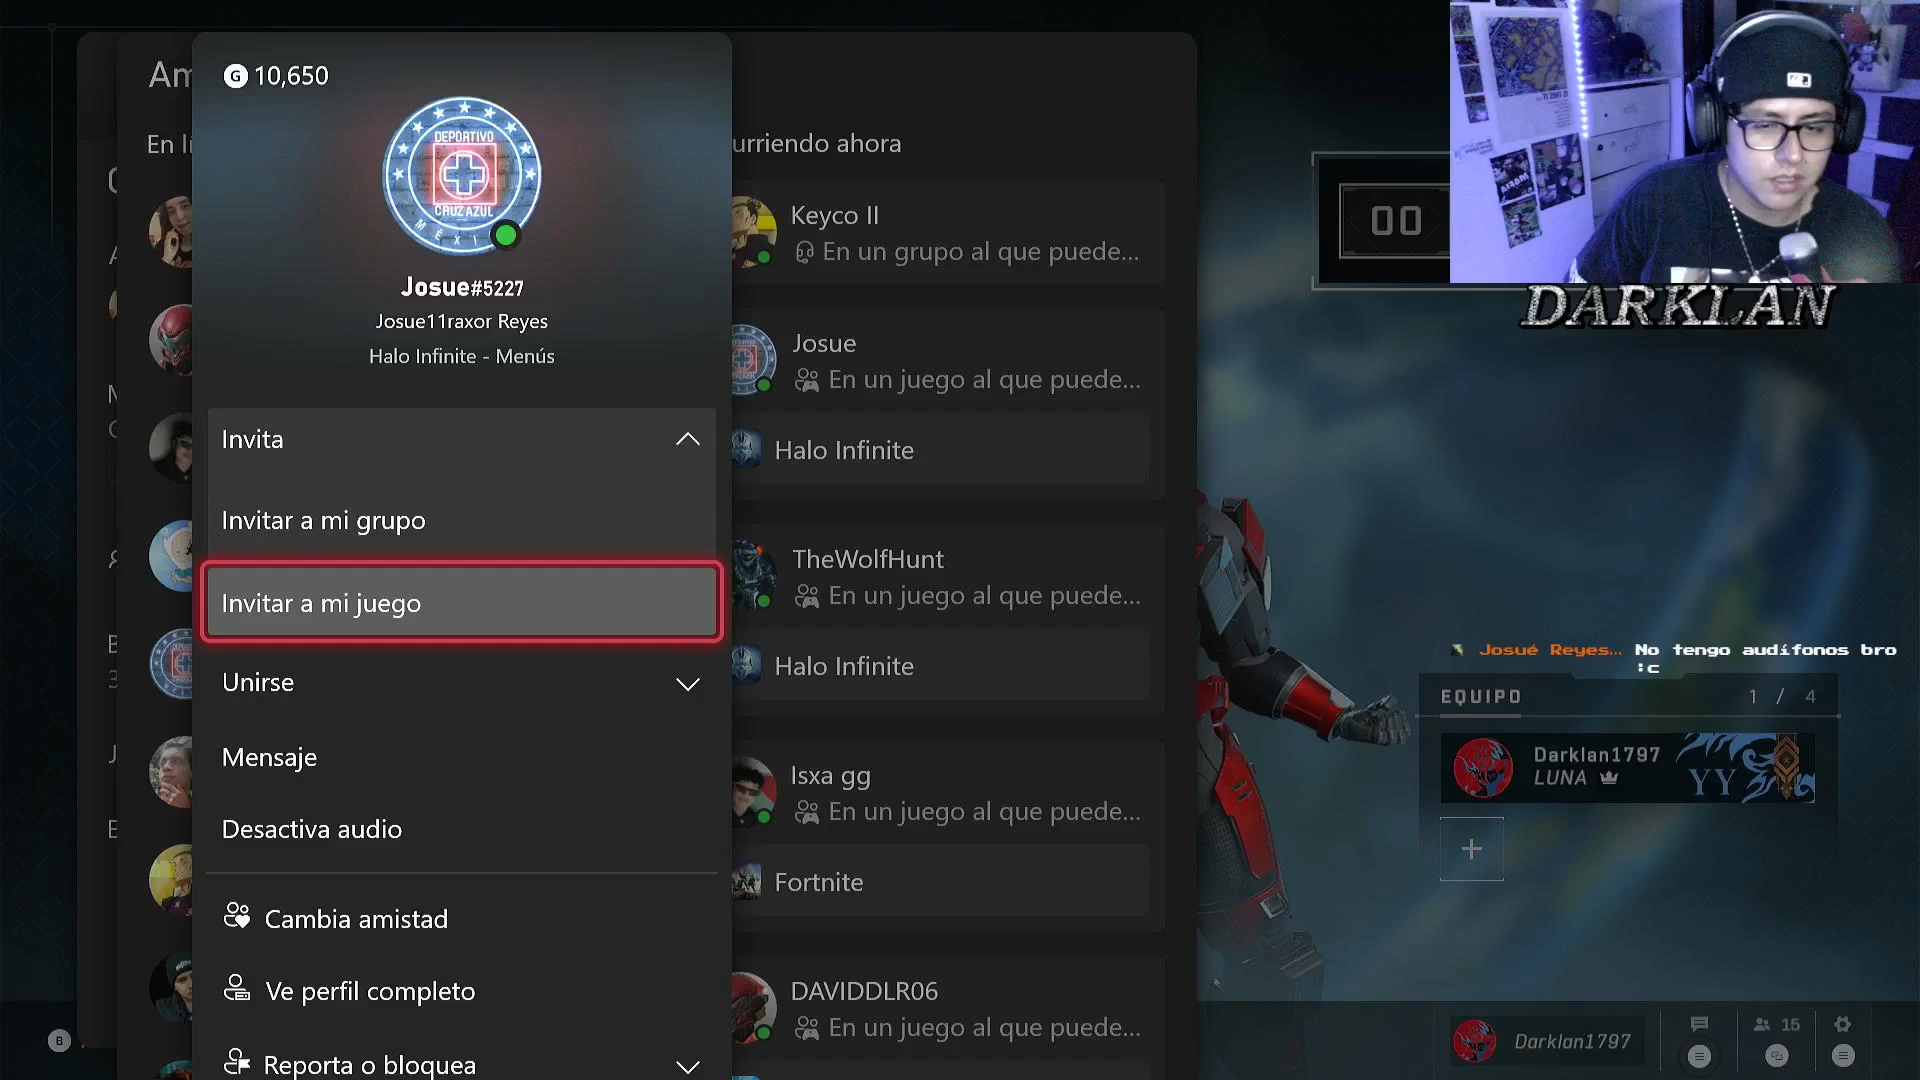 10,650
DEPORTIVO
CRUZ AZUL
MÉXI
Josue#5227
Josue11raxor Reyes
Halo Infinite - Menús
Invita
Invitar a mi grupo
Invitar a mi juego
Unirse
Mensaje
Desactiva audio
Cambia amistad
Ve perfil completo
Reporta o bloquea
Am
En lí
urriendo ahora
Keyco II
En un grupo al que puede...
Josue
En un juego al que puede...
Halo Infinite
TheWolfHunt
En un juego al que puede...
Halo Infinite
Isxa gg
En un juego al que puede...
Fortnite
DAVIDDLR06
En un juego al que puede...
00
DARKLAN
Josué Reyes... No tengo audífonos bro
:c
EQUIPO 1 / 4
Darklan1797
LUNA
YY
Darklan1797
15
B